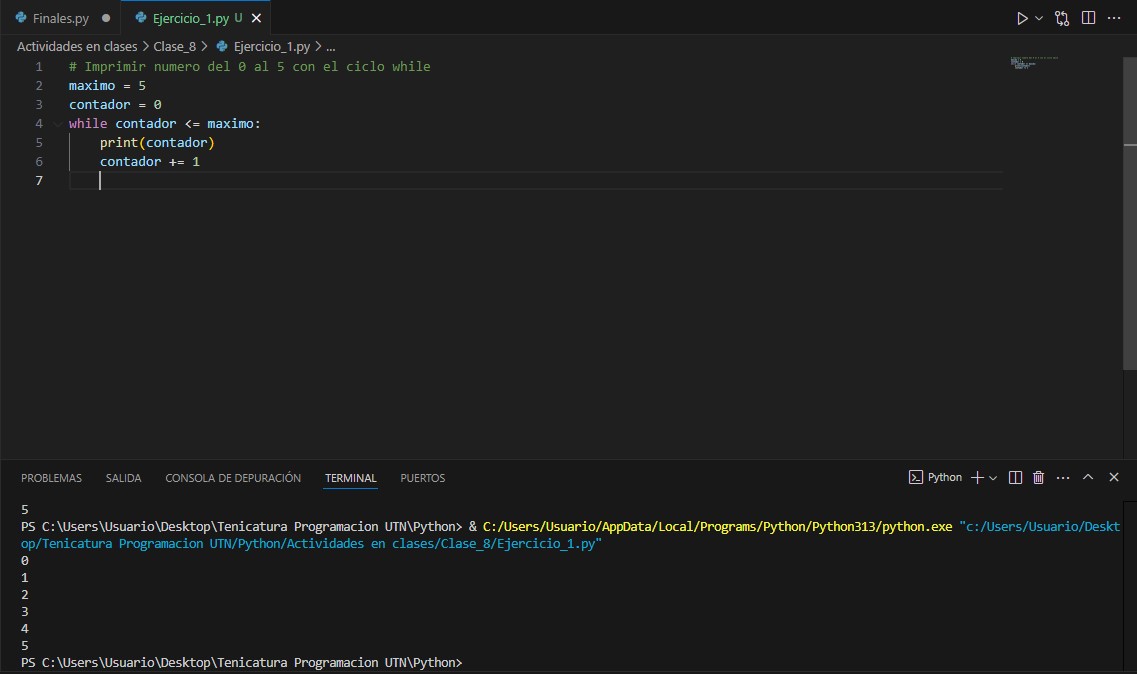 Finales.py
Ejercicio_1.py U
Actividades en clases > Clase_8 > Ejercicio_1.py > ...
1 # Imprimir numero del 0 al 5 con el ciclo while
2 maximo = 5
3 contador = 0
4 while contador <= maximo:
5 print(contador)
6 contador += 1
7
PROBLEMAS SALIDA CONSOLA DE DEPURACIÓN TERMINAL PUERTOS Python
5
PS C:\Users\Usuario\Desktop\Tenicatura Programacion UTN\Python> & C:/Users/Usuario/AppData/Local/Programs/Python/Python313/python.exe "c:/Users/Usuario/Deskt
op/Tenicatura Programacion UTN/Python/Actividades en clases/Clase_8/Ejercicio_1.py"
0
1
2
3
4
5
PS C:\Users\Usuario\Desktop\Tenicatura Programacion UTN\Python>